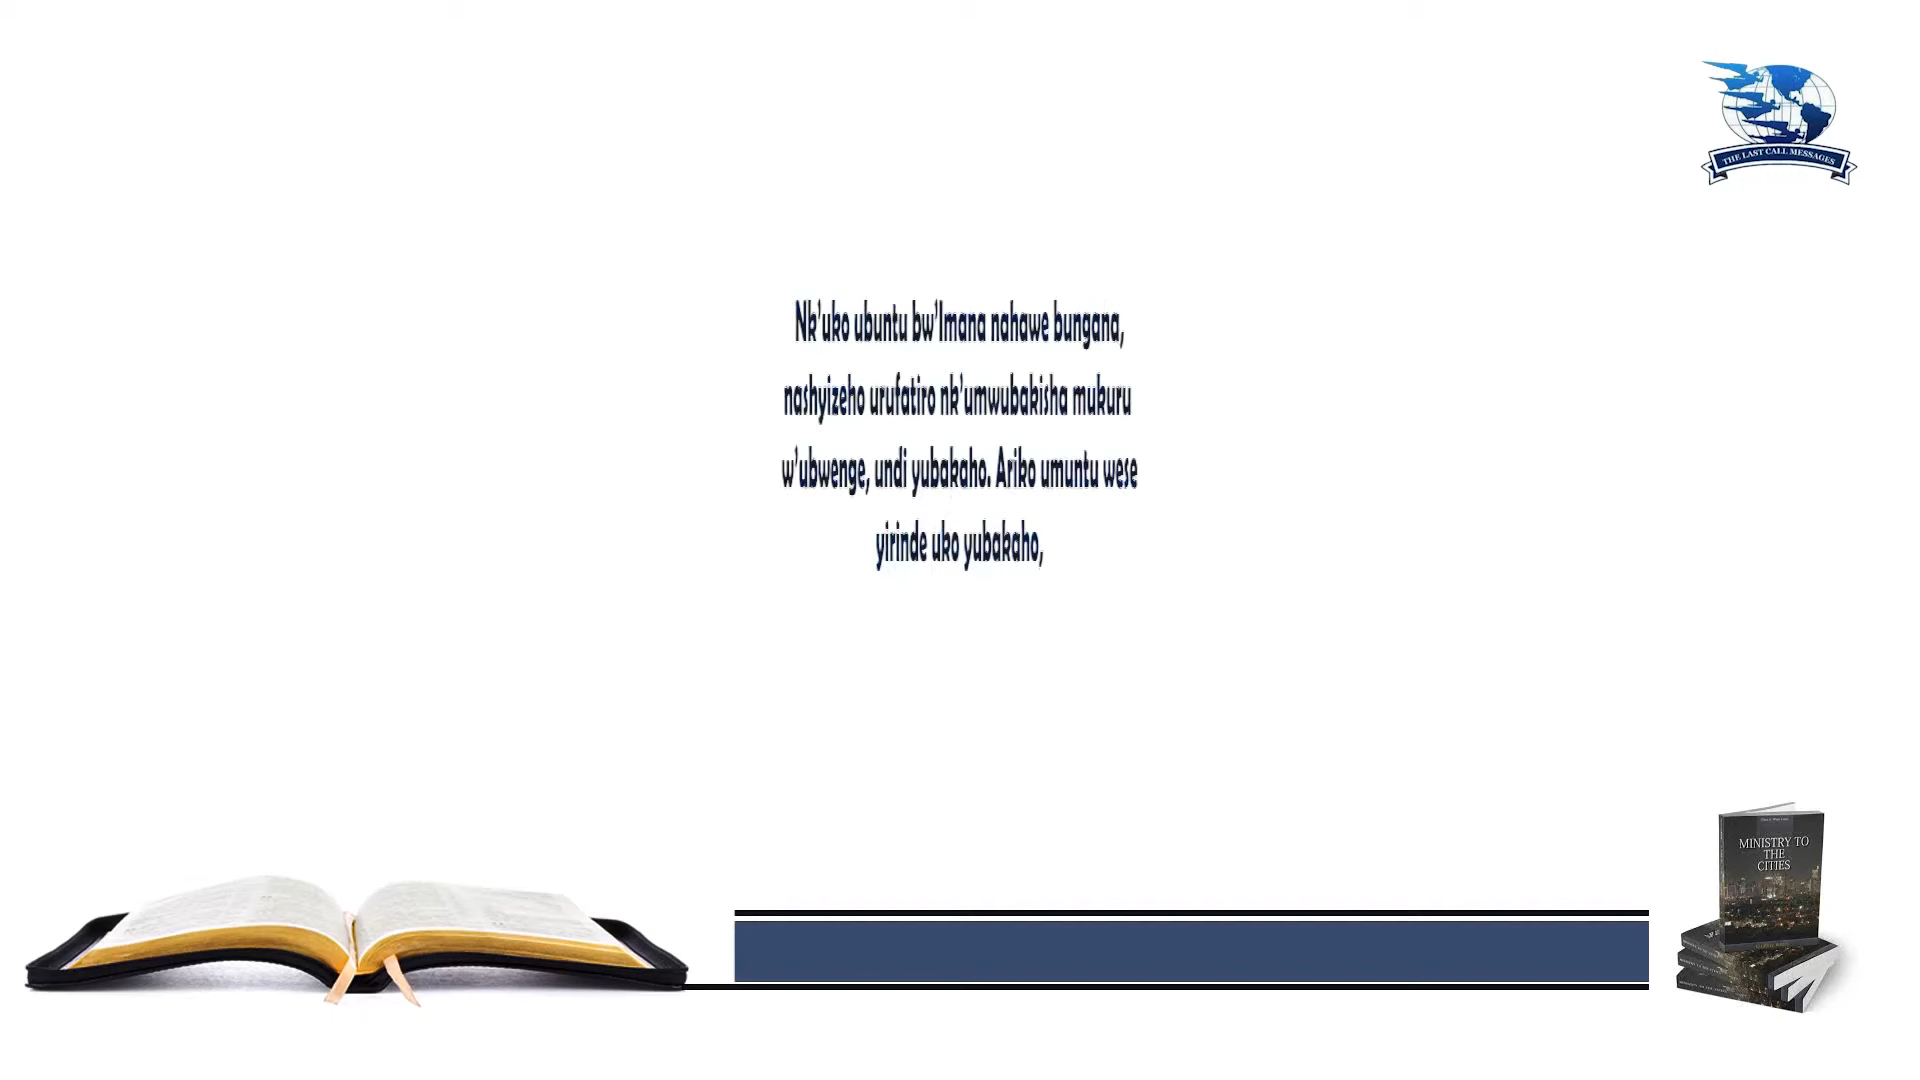 THE LAST CALL MESSAGES
Nk'uko ubuntu bw'Imana nahawe bungana,
nashyizeho urufatiro nk'umwubakisha mukuru
w'ubwenge, undi yubakaho. Ariko umuntu wese
yirinde uko yubakaho,
MINISTRY TO
THE
CITIES